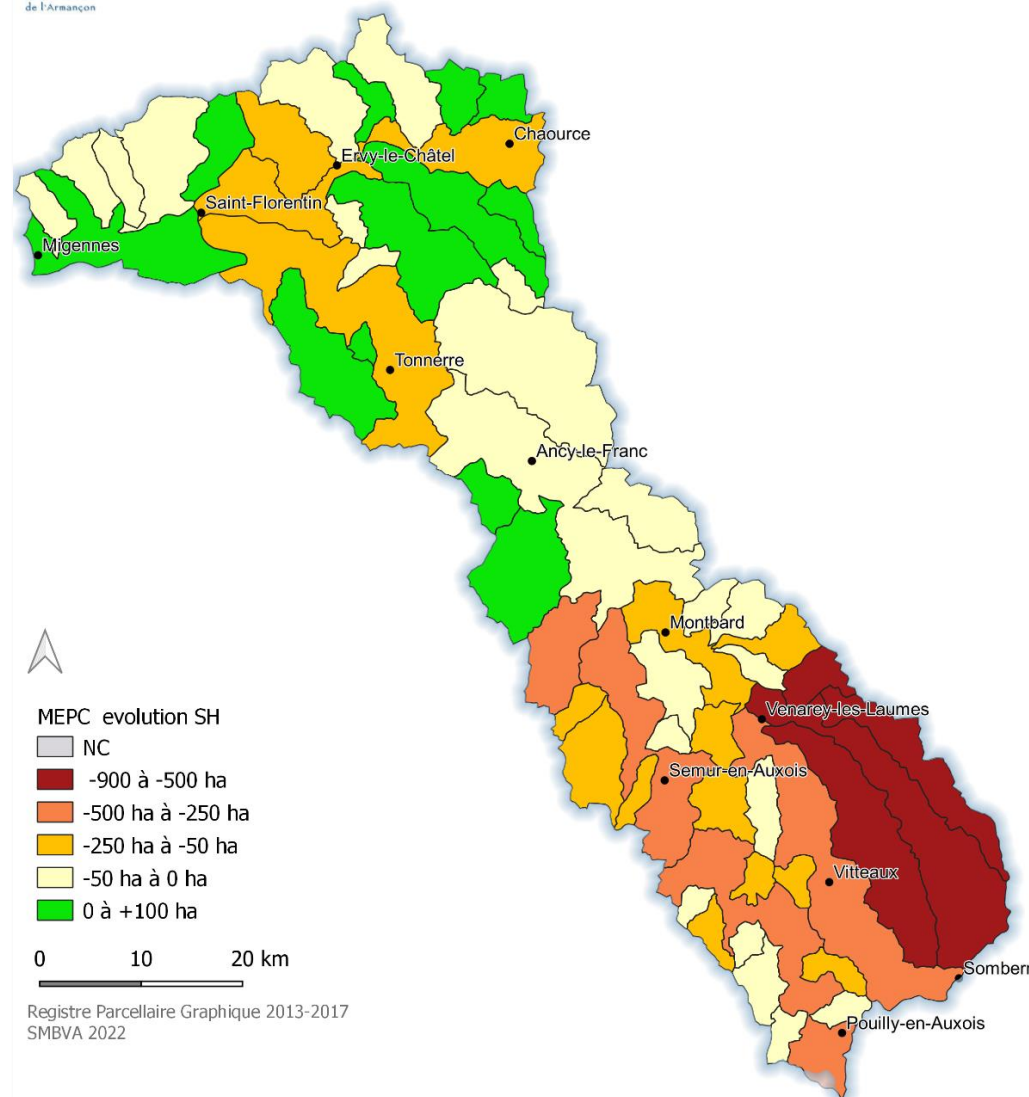 de l'Armançon
Chaource
Ervy-le-Châtel
Saint-Florentin
Migennes
Tonnerre
Ancy-le-Franc
Montbard
Venarey-les-Laumes
Semur-en-Auxois
Vitteaux
Sombern
Pouilly-en-Auxois
MEPC evolution SH
NC
-900 à -500 ha
-500 ha à -250 ha
-250 ha à -50 ha
-50 ha à 0 ha
0 à +100 ha
0 10 20 km
Registre Parcellaire Graphique 2013-2017
SMBVA 2022